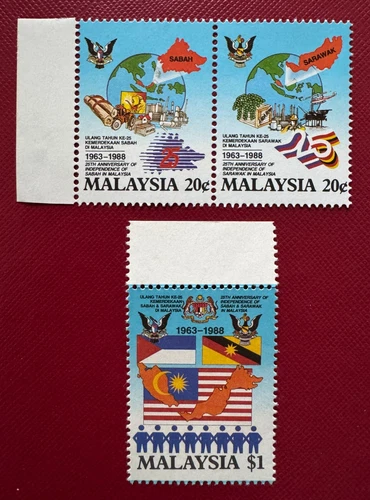 SABAH
ULANG TAHUN KE-25
KEMERDEKAAN SABAH
DI MALAYSIA
1963–1988
25TH ANNIVERSARY OF
INDEPENDENCE OF
SABAH IN MALAYSIA
25
MALAYSIA 20¢
SARAWAK
ULANG TAHUN KE-25
KEMERDEKAAN SARAWAK
DI MALAYSIA
1963–1988
25TH ANNIVERSARY OF
INDEPENDENCE OF
SARAWAK IN MALAYSIA
25
MALAYSIA 20¢
ULANG TAHUN KE-25
KEMERDEKAAN
SABAH & SARAWAK
DI MALAYSIA
25TH ANNIVERSARY OF
INDEPENDENCE OF
SABAH & SARAWAK
IN MALAYSIA
1963–1988
MALAYSIA $1